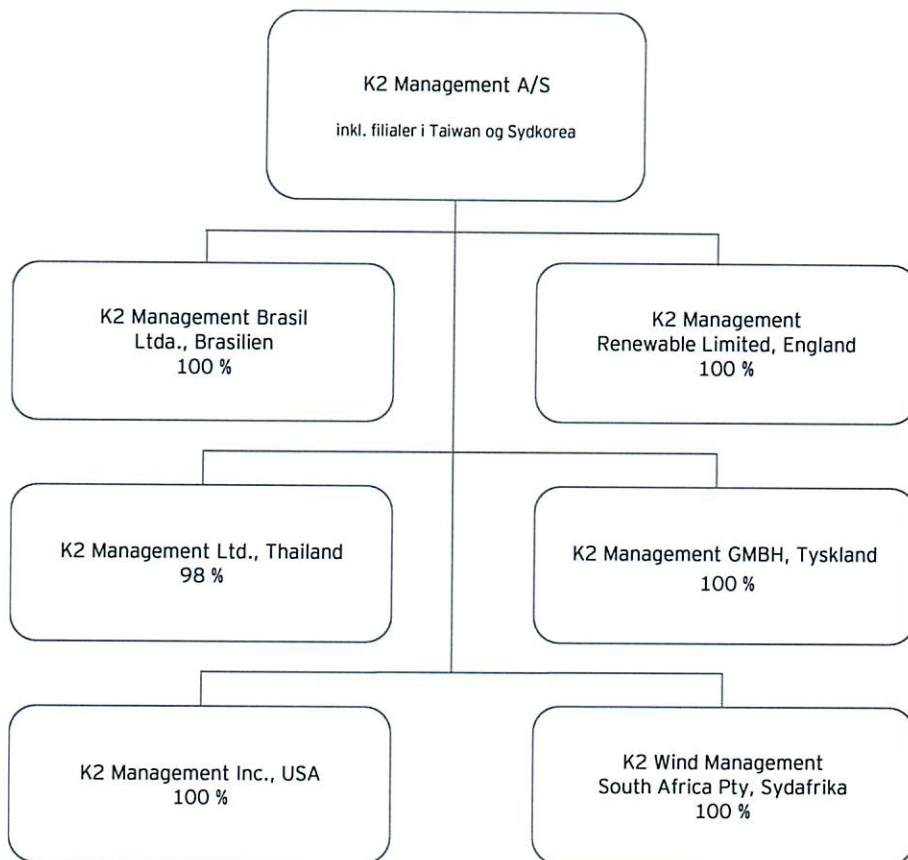 K2 Management A/S
inkl. filialer i Taiwan og Sydkorea
K2 Management Brasil
Ltda., Brasilien
100 %
K2 Management
Renewable Limited, England
100 %
K2 Management Ltd., Thailand
98 %
K2 Management GMBH, Tyskland
100 %
K2 Management Inc., USA
100 %
K2 Wind Management
South Africa Pty, Sydafrika
100 %